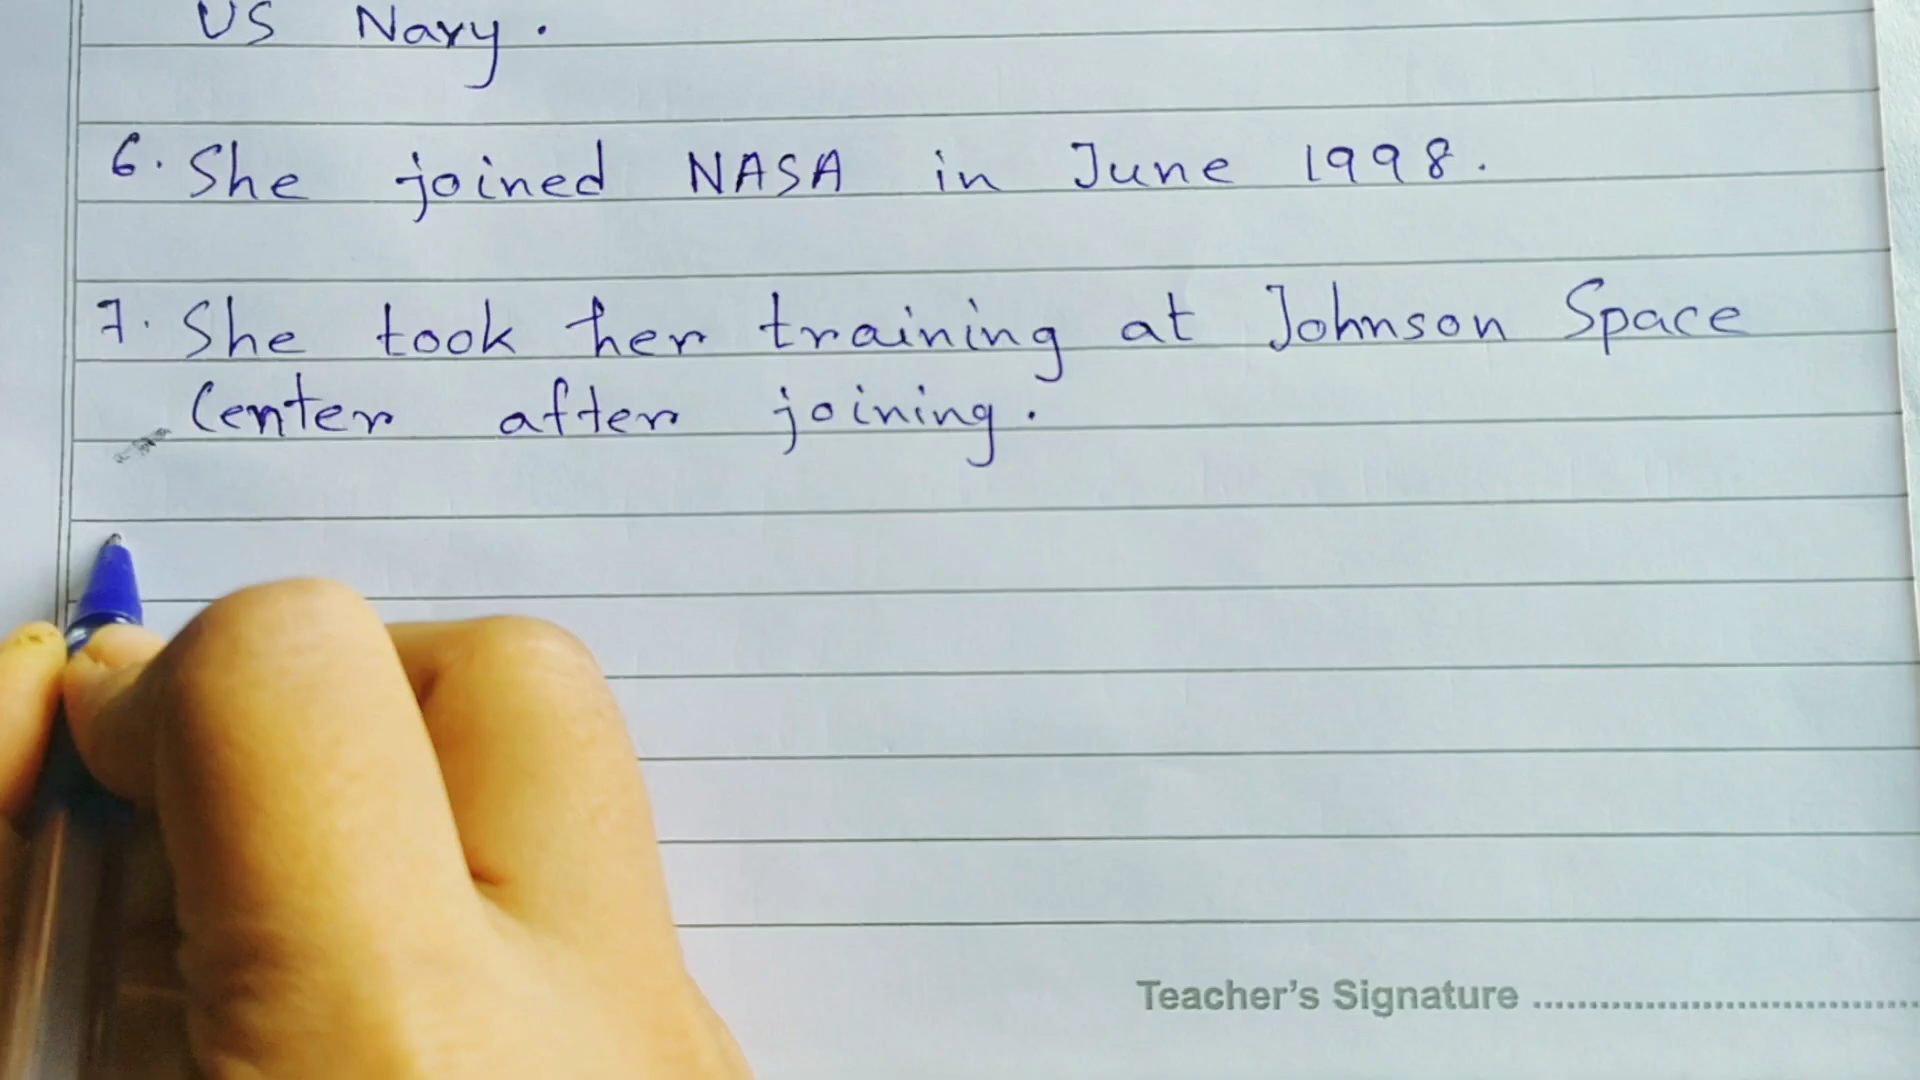 US Navy.
6. She joined NASA in June 1998.
7. She took her training at Johnson Space
Center after joining.
Teacher's Signature ..............................